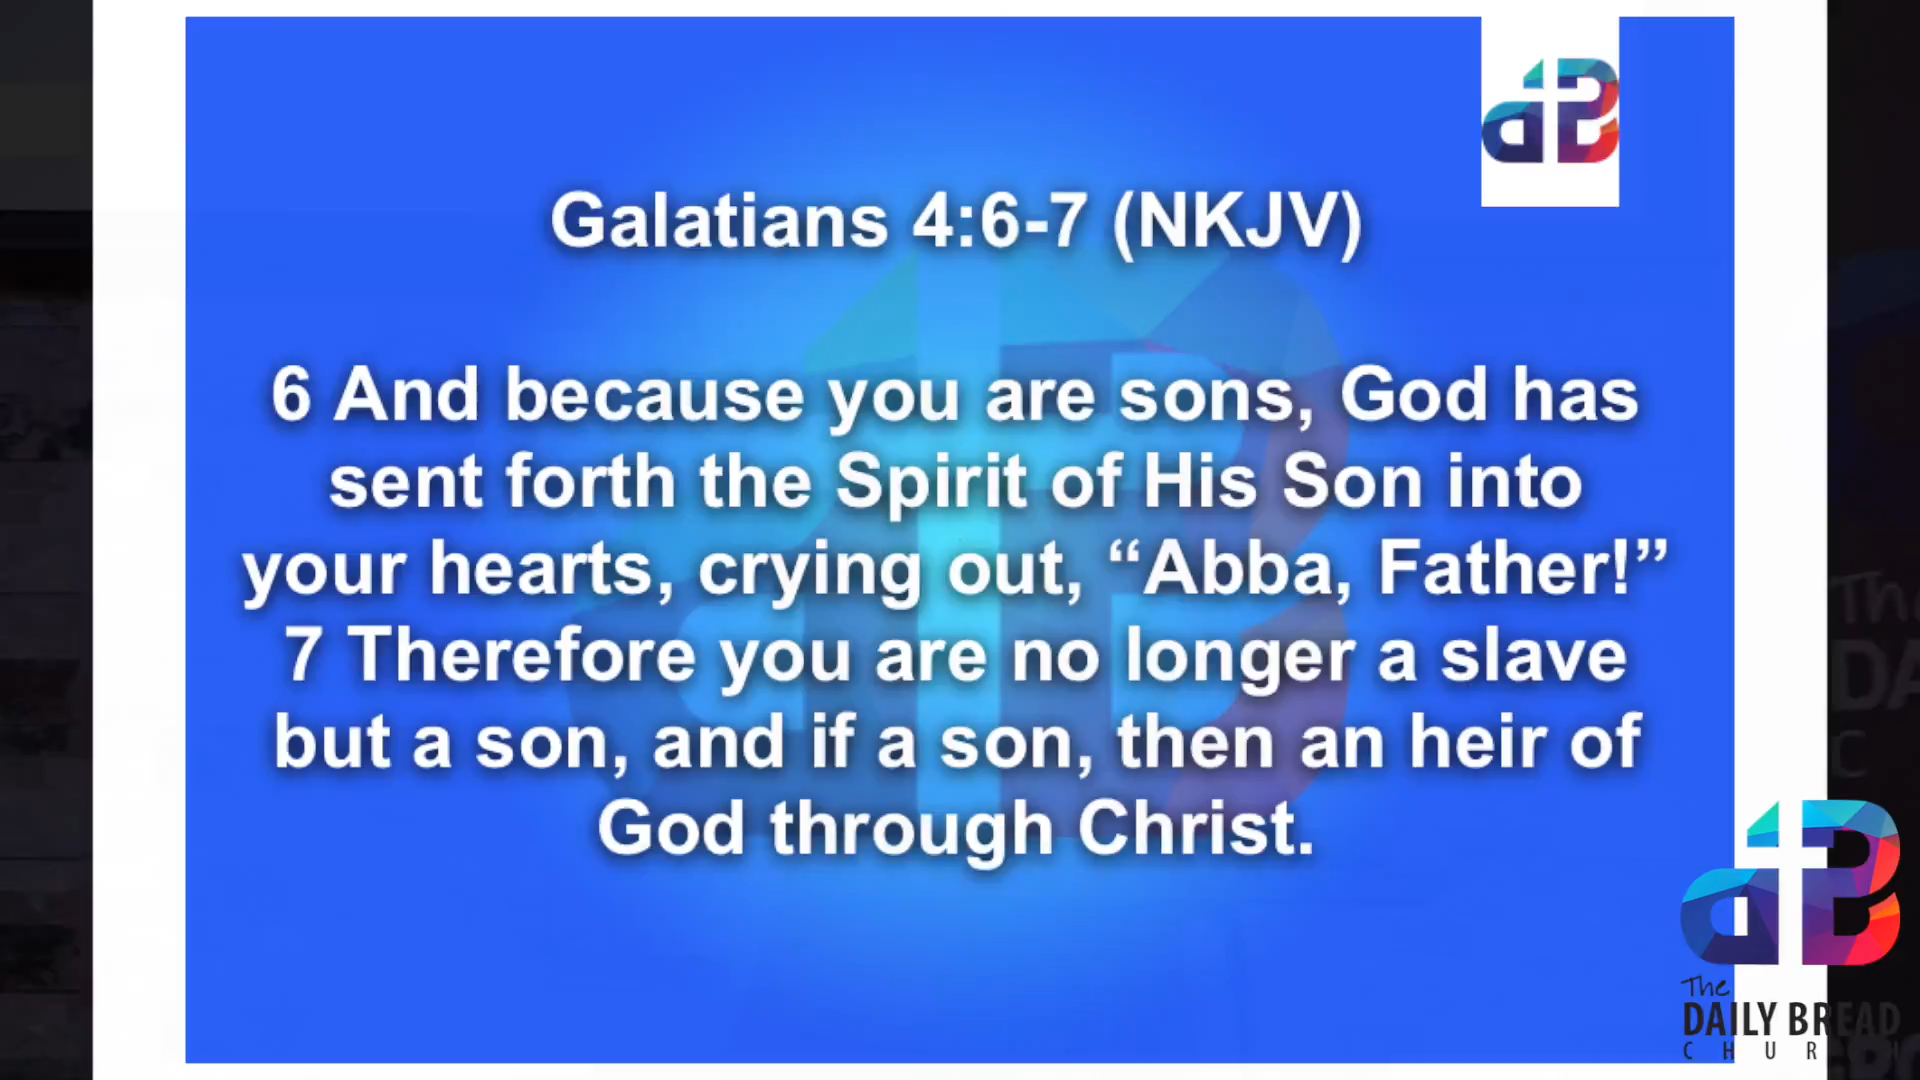 Galatians 4:6-7 (NKJV)
6 And because you are sons, God has
sent forth the Spirit of His Son into
your hearts, crying out, “Abba, Father!”
7 Therefore you are no longer a slave
but a son, and if a son, then an heir of
God through Christ.
The
DAILY BREAD
CHURCH